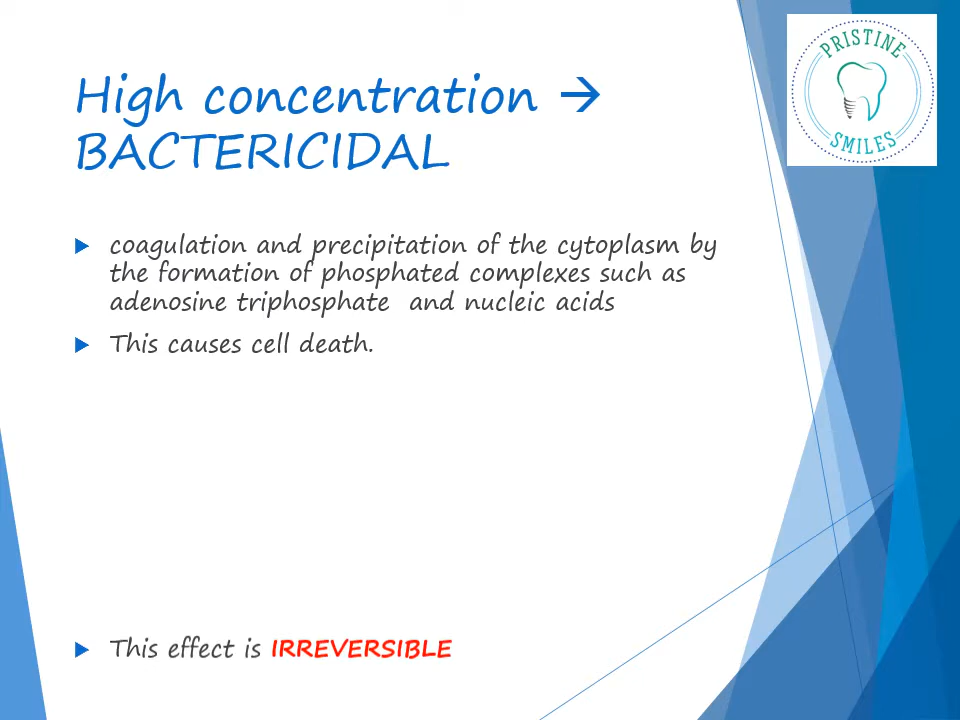 PRISTINE
SMILES
High concentration →
BACTERICIDAL
coagulation and precipitation of the cytoplasm by
the formation of phosphated complexes such as
adenosine triphosphate and nucleic acids
This causes cell death.
This effect is IRREVERSIBLE